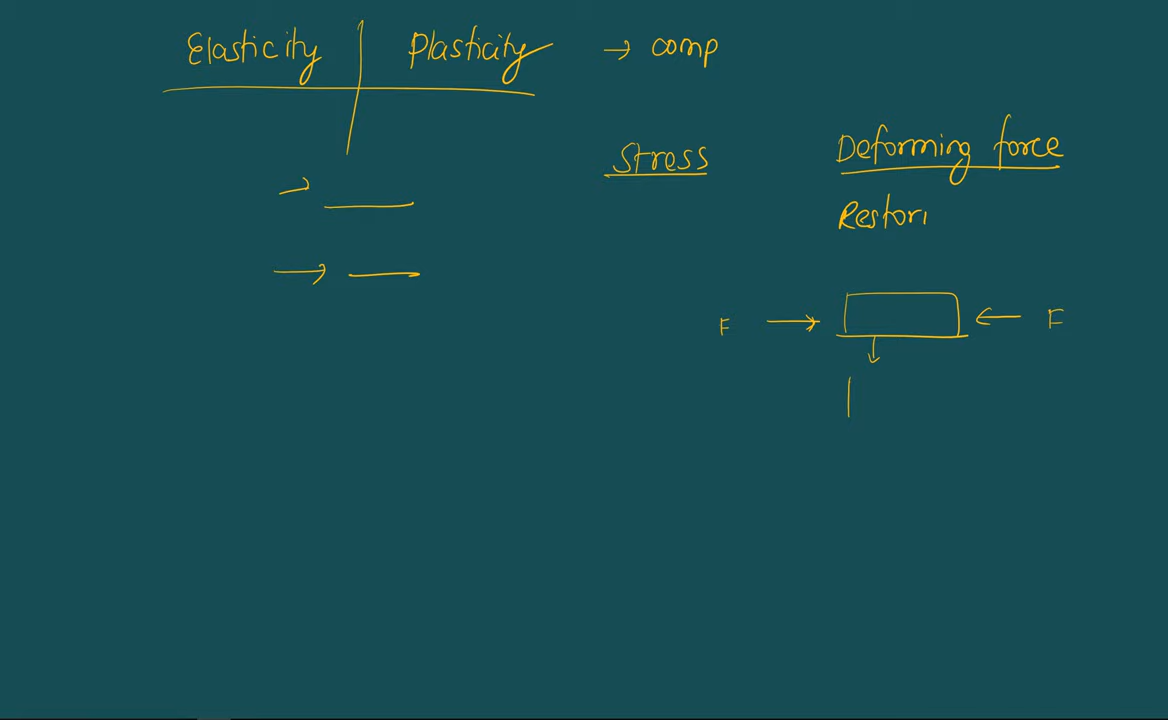 Elasticity Plasticity → comp
Stress Deforming force
Restori
F → ← F